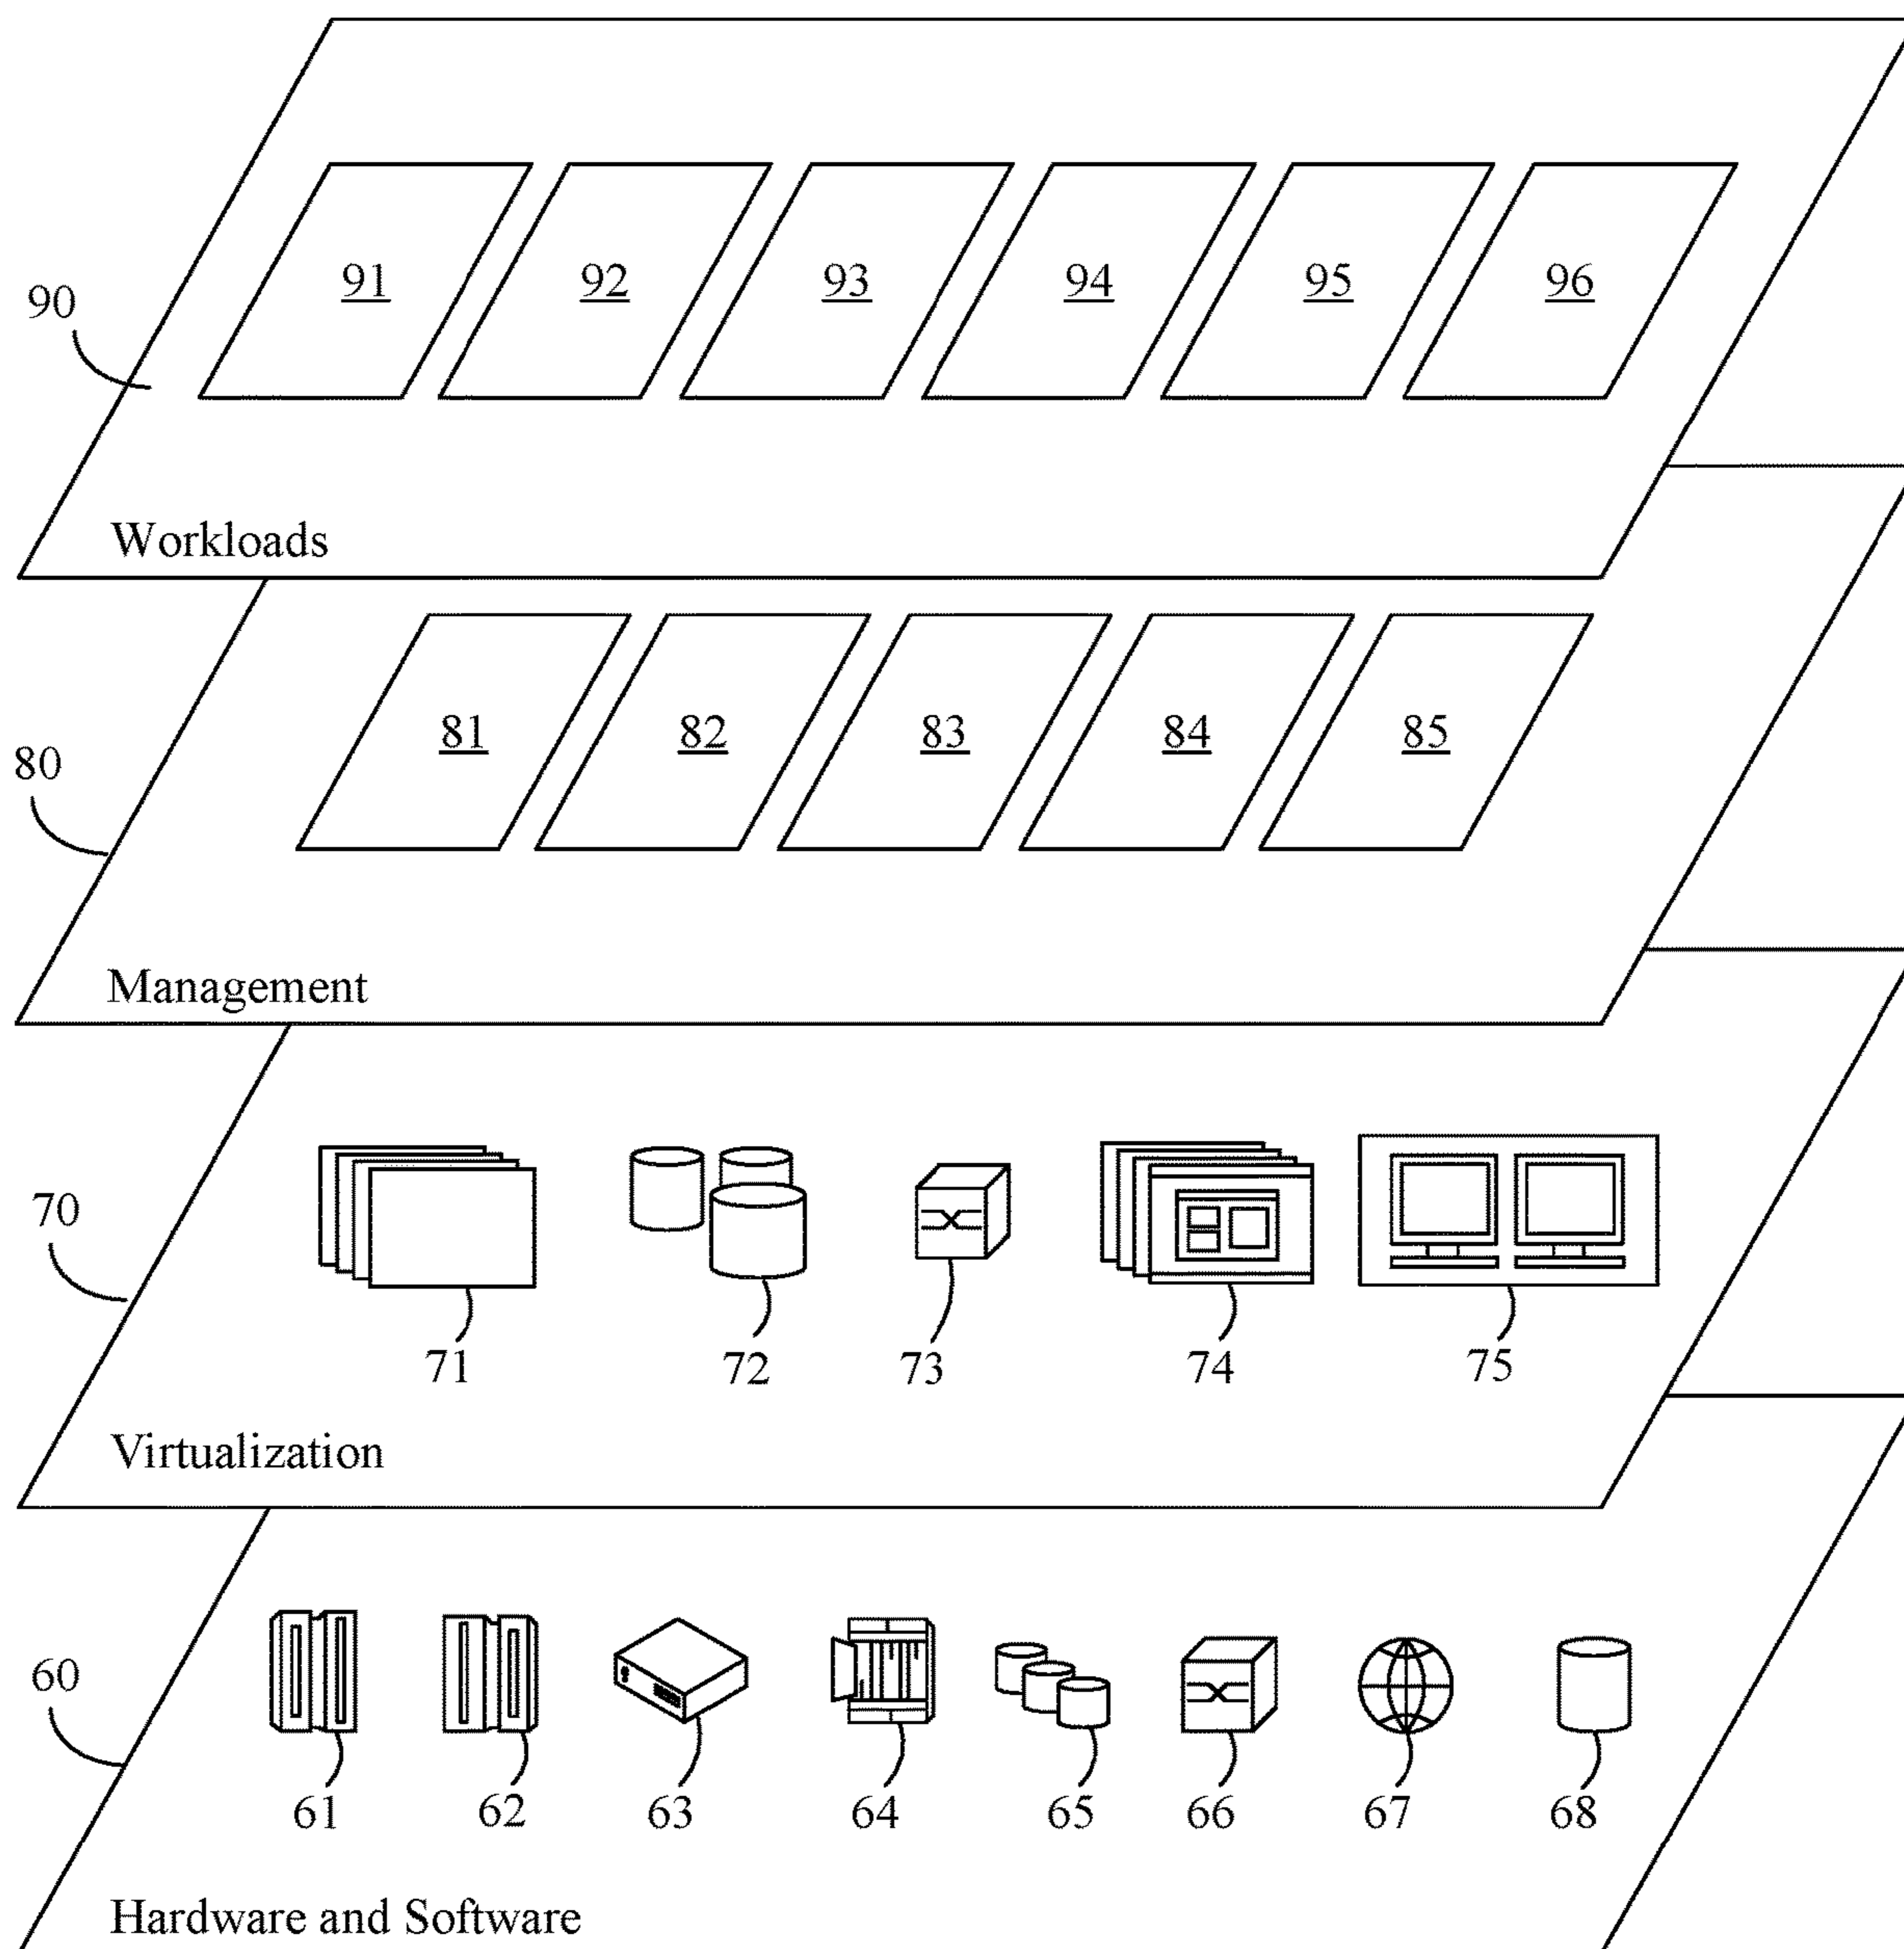 91 92 93 94 95 96
90
Workloads
81 82 83 84 85
80
Management
70
71 72 73 74 75
Virtualization
60
61 62 63 64 65 66 67 68
Hardware and Software